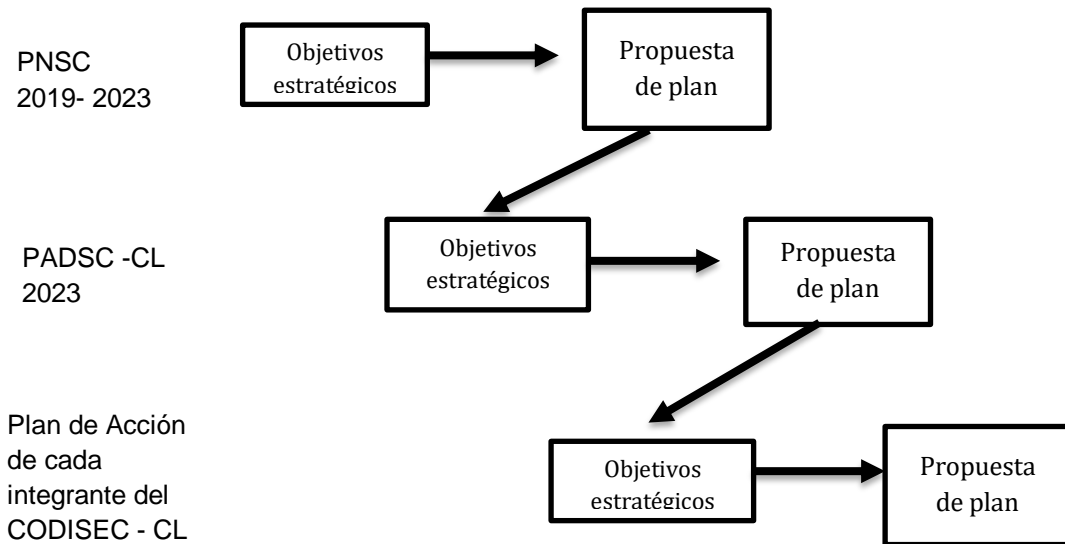 PNSC
2019- 2023
Objetivos
estratégicos
Propuesta
de plan
PADSC -CL
2023
Objetivos
estratégicos
Propuesta
de plan
Plan de Acción
de cada
integrante del
CODISEC - CL
Objetivos
estratégicos
Propuesta
de plan